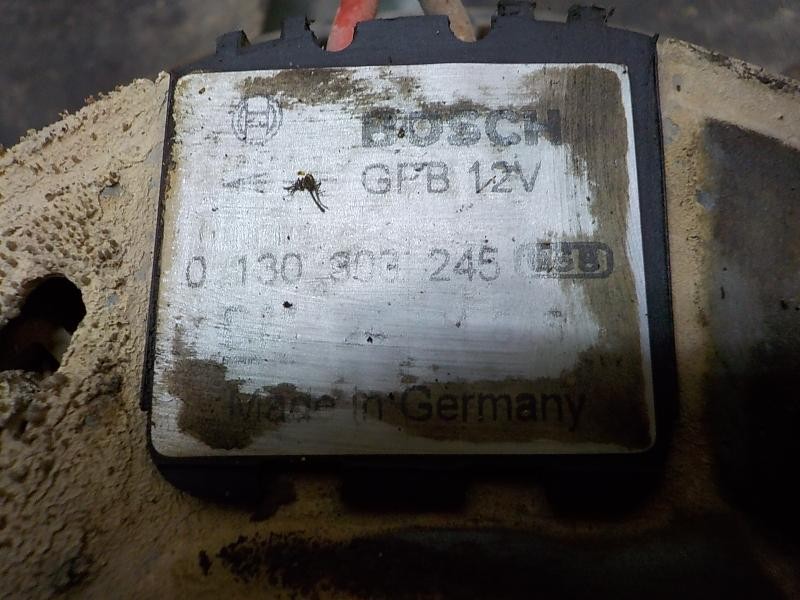 BOSCH
GPB 12V
0 130 303 245
Made in Germany